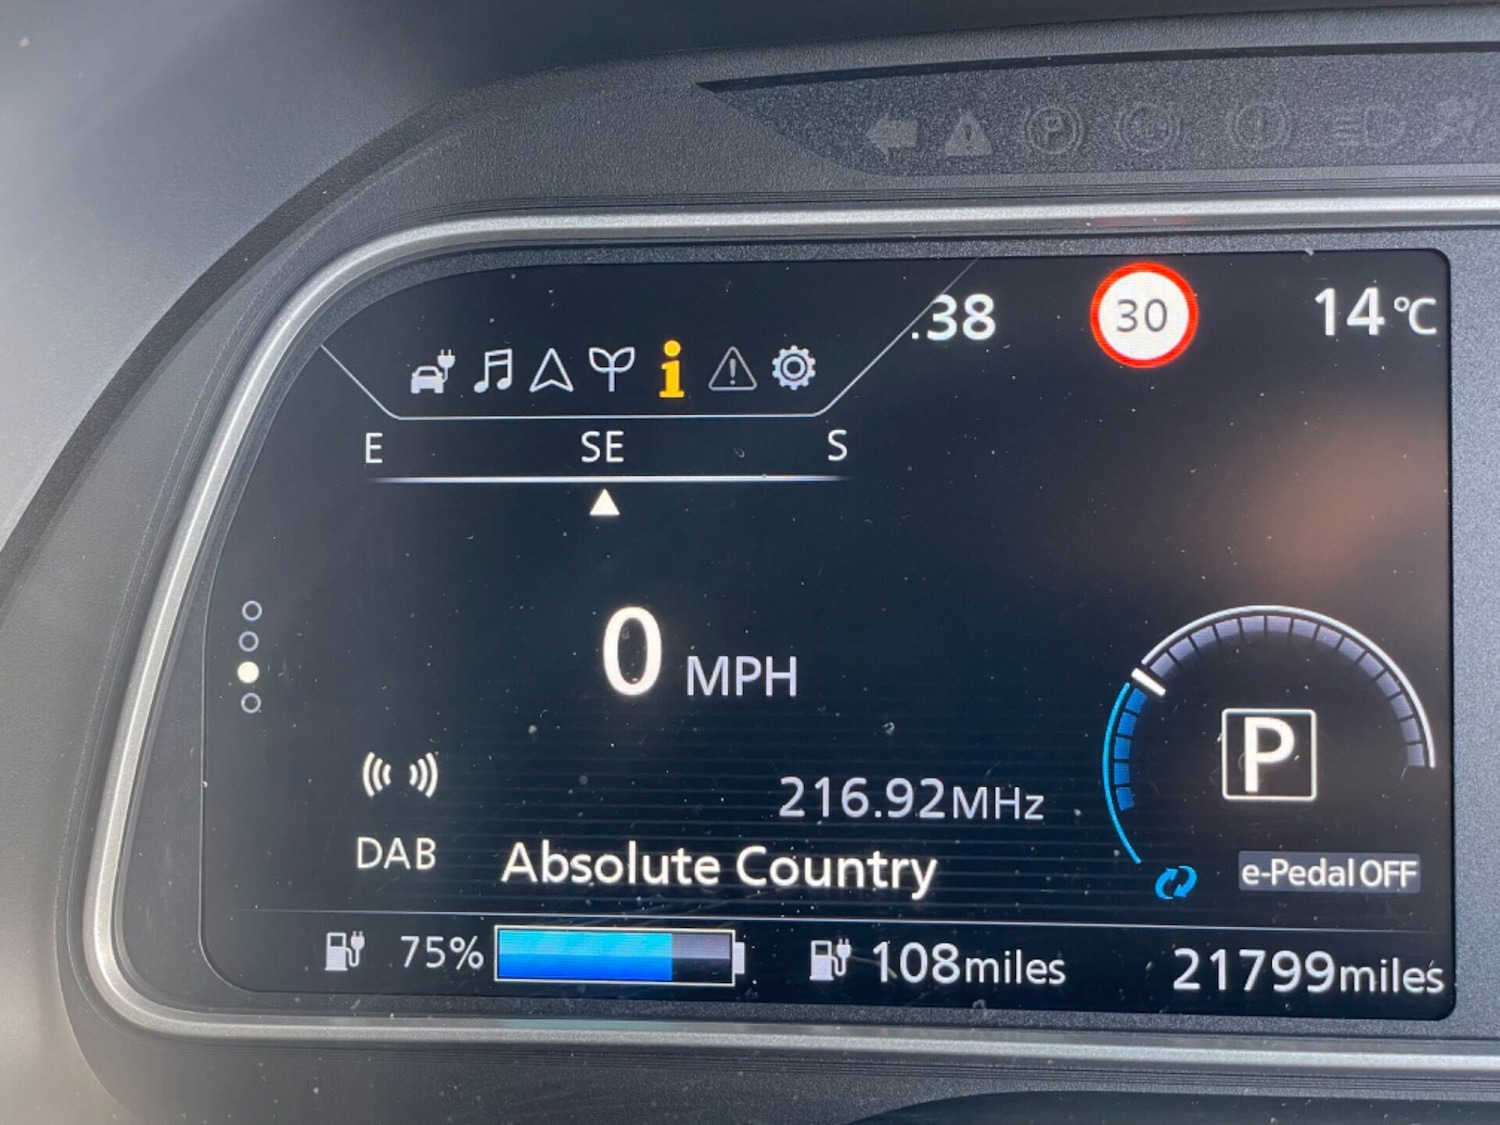 .38 30 14°C
E SE S
0 MPH
216.92MHz
P
DAB Absolute Country
e-Pedal OFF
75% 108miles 21799miles